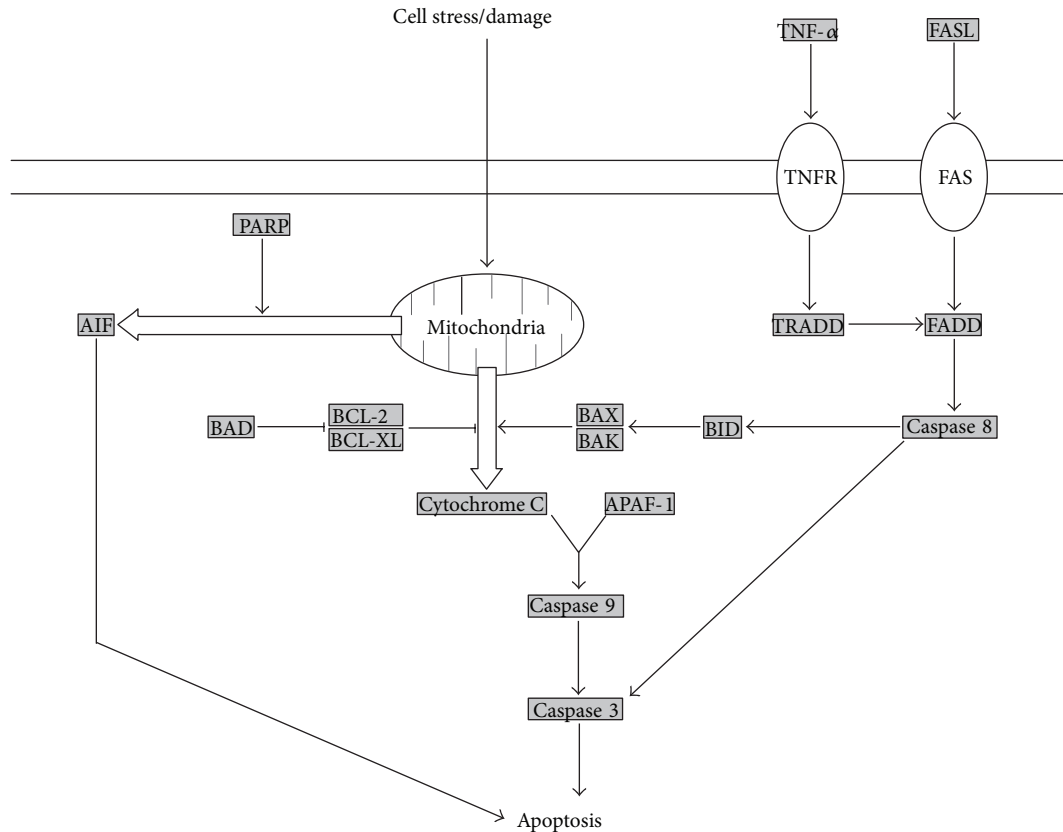 Cell stress/damage
TNF-α
FASL
TNFR
FAS
PARP
AIF
Mitochondria
TRADD
FADD
BAD
BCL-2
BCL-XL
BAX
BAK
BID
Caspase 8
Cytochrome C
APAF-1
Caspase 9
Caspase 3
Apoptosis